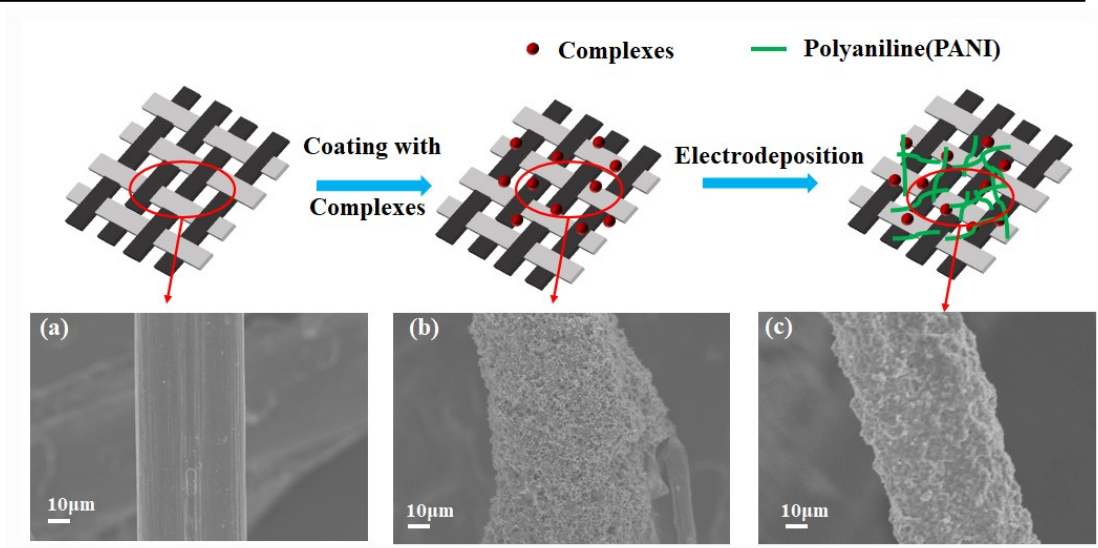 Complexes
Polyaniline(PANI)
Coating with
Complexes
Electrodeposition
(a)
(b)
(c)
10μm
10μm
10μm